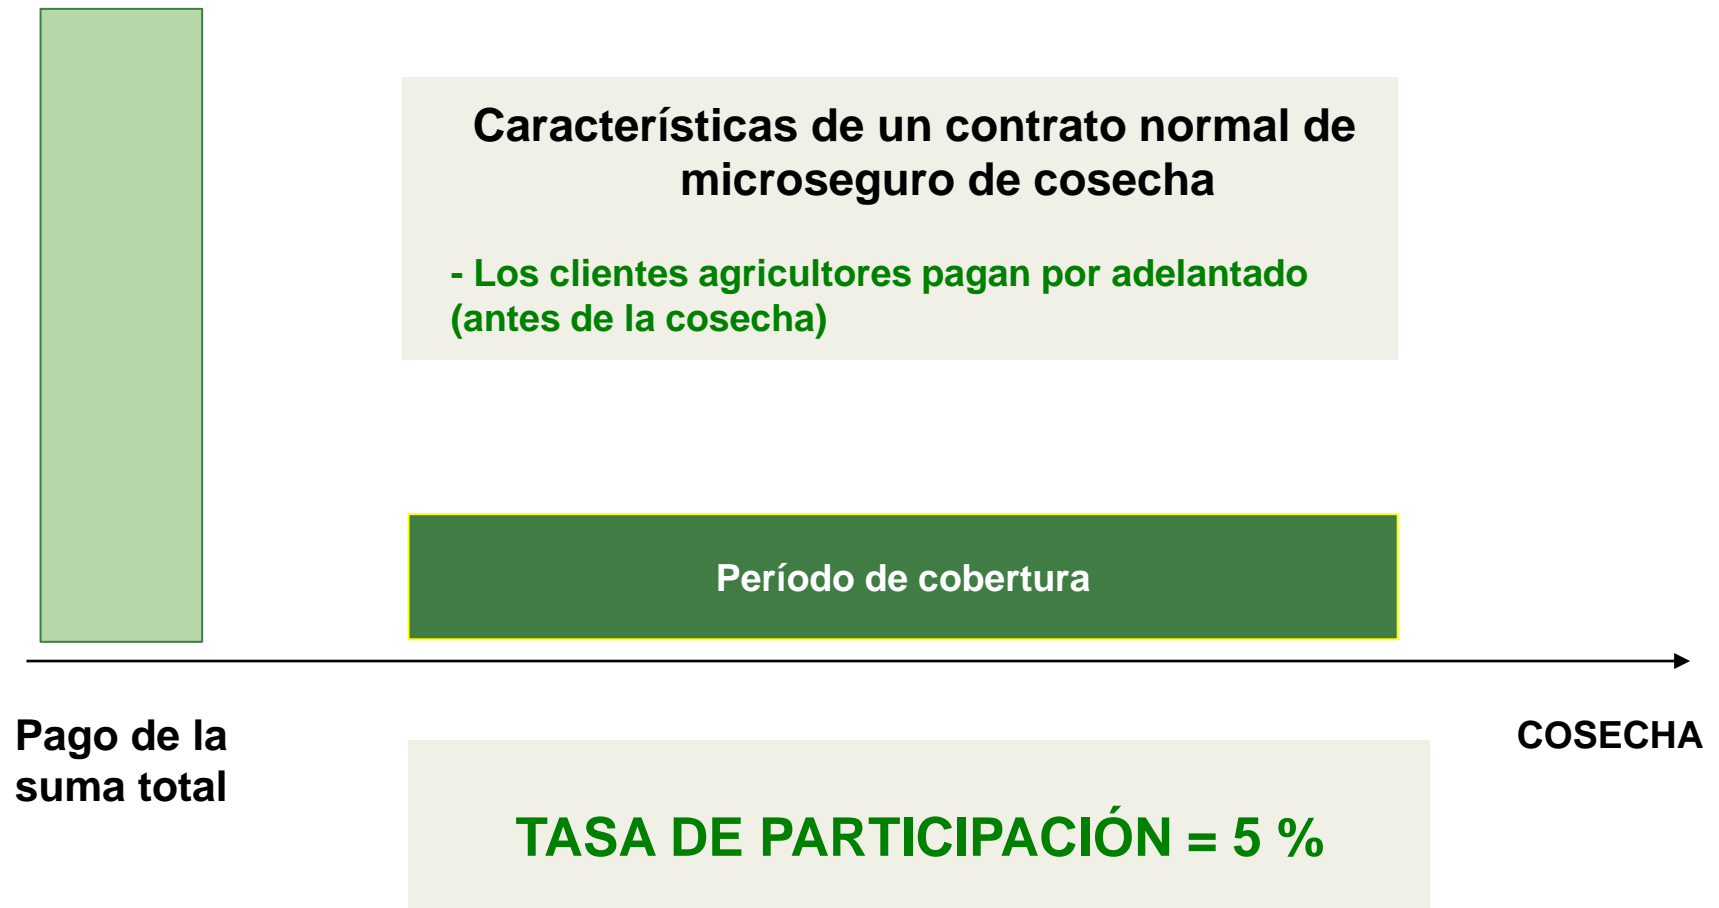 Características de un contrato normal de
microseguro de cosecha
- Los clientes agricultores pagan por adelantado
(antes de la cosecha)
Período de cobertura
Pago de la
suma total
COSECHA
TASA DE PARTICIPACIÓN = 5 %